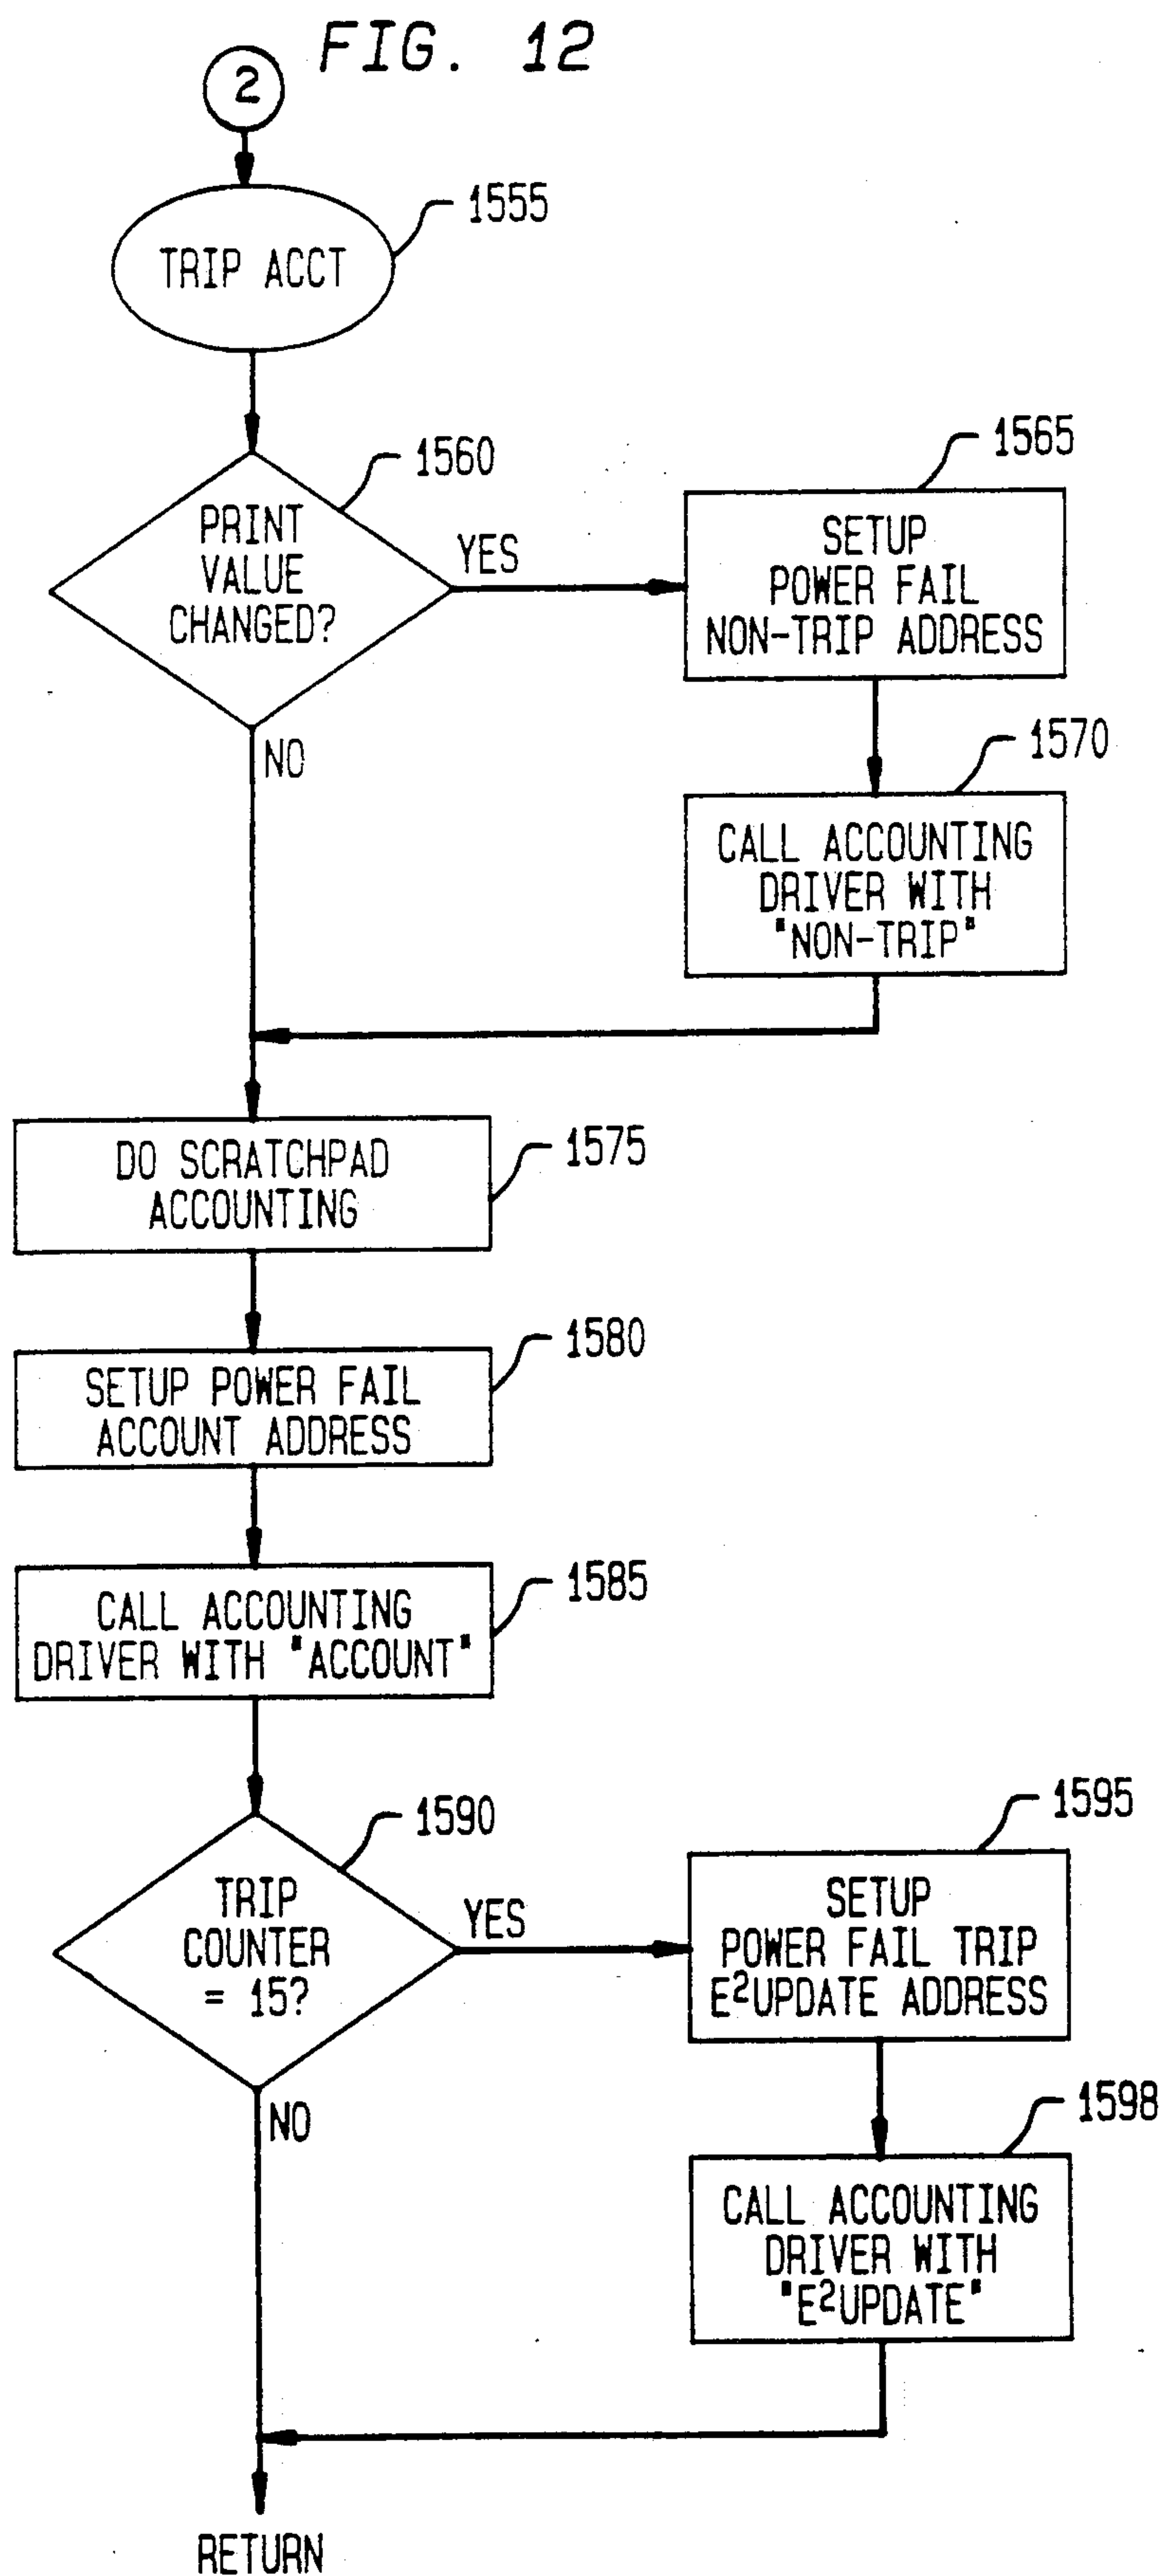 FIG. 12
2
1555
TRIP ACCT
1560
PRINT
VALUE
CHANGED?
YES
NO
1565
SETUP
POWER FAIL
NON-TRIP ADDRESS
1570
CALL ACCOUNTING
DRIVER WITH
"NON-TRIP"
1575
DO SCRATCHPAD
ACCOUNTING
1580
SETUP POWER FAIL
ACCOUNT ADDRESS
1585
CALL ACCOUNTING
DRIVER WITH "ACCOUNT"
1590
TRIP
COUNTER
= 15?
YES
NO
1595
SETUP
POWER FAIL TRIP
E²UPDATE ADDRESS
1598
CALL ACCOUNTING
DRIVER WITH
"E²UPDATE"
RETURN